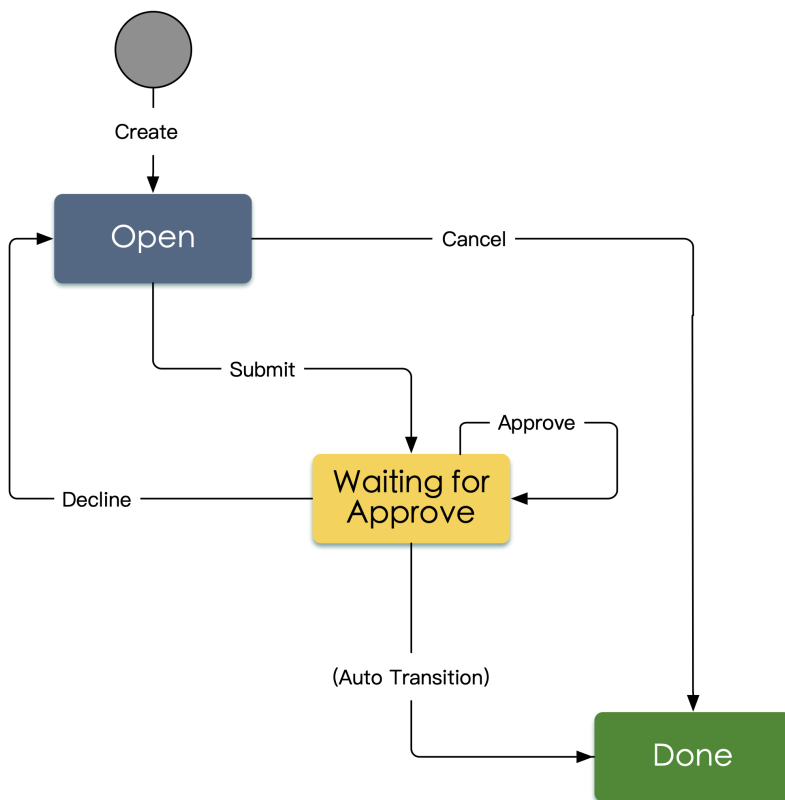 Create
Open
Cancel
Submit
Approve
Waiting for
Approve
Decline
(Auto Transition)
Done